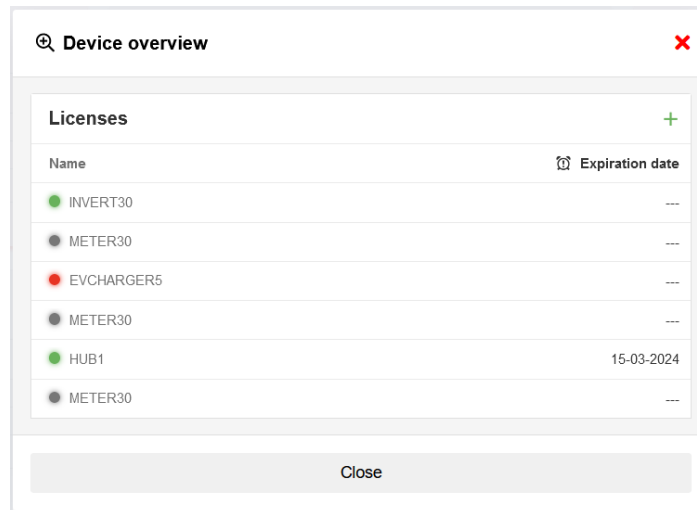 Device overview
Licenses
Name Expiration date
INVERT30 ---
METER30 ---
EVCHARGER5 ---
METER30 ---
HUB1 15-03-2024
METER30 ---
Close